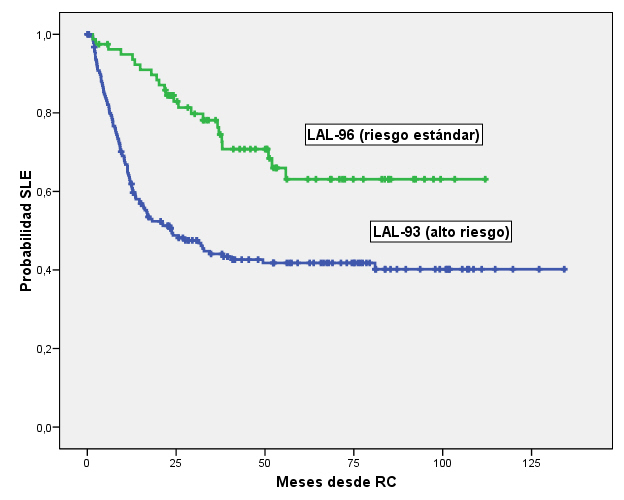 1,0
0,8
0,6
0,4
0,2
0,0
Probabilidad SLE
LAL-96 (riesgo estándar)
LAL-93 (alto riesgo)
0 25 50 75 100 125
Meses desde RC